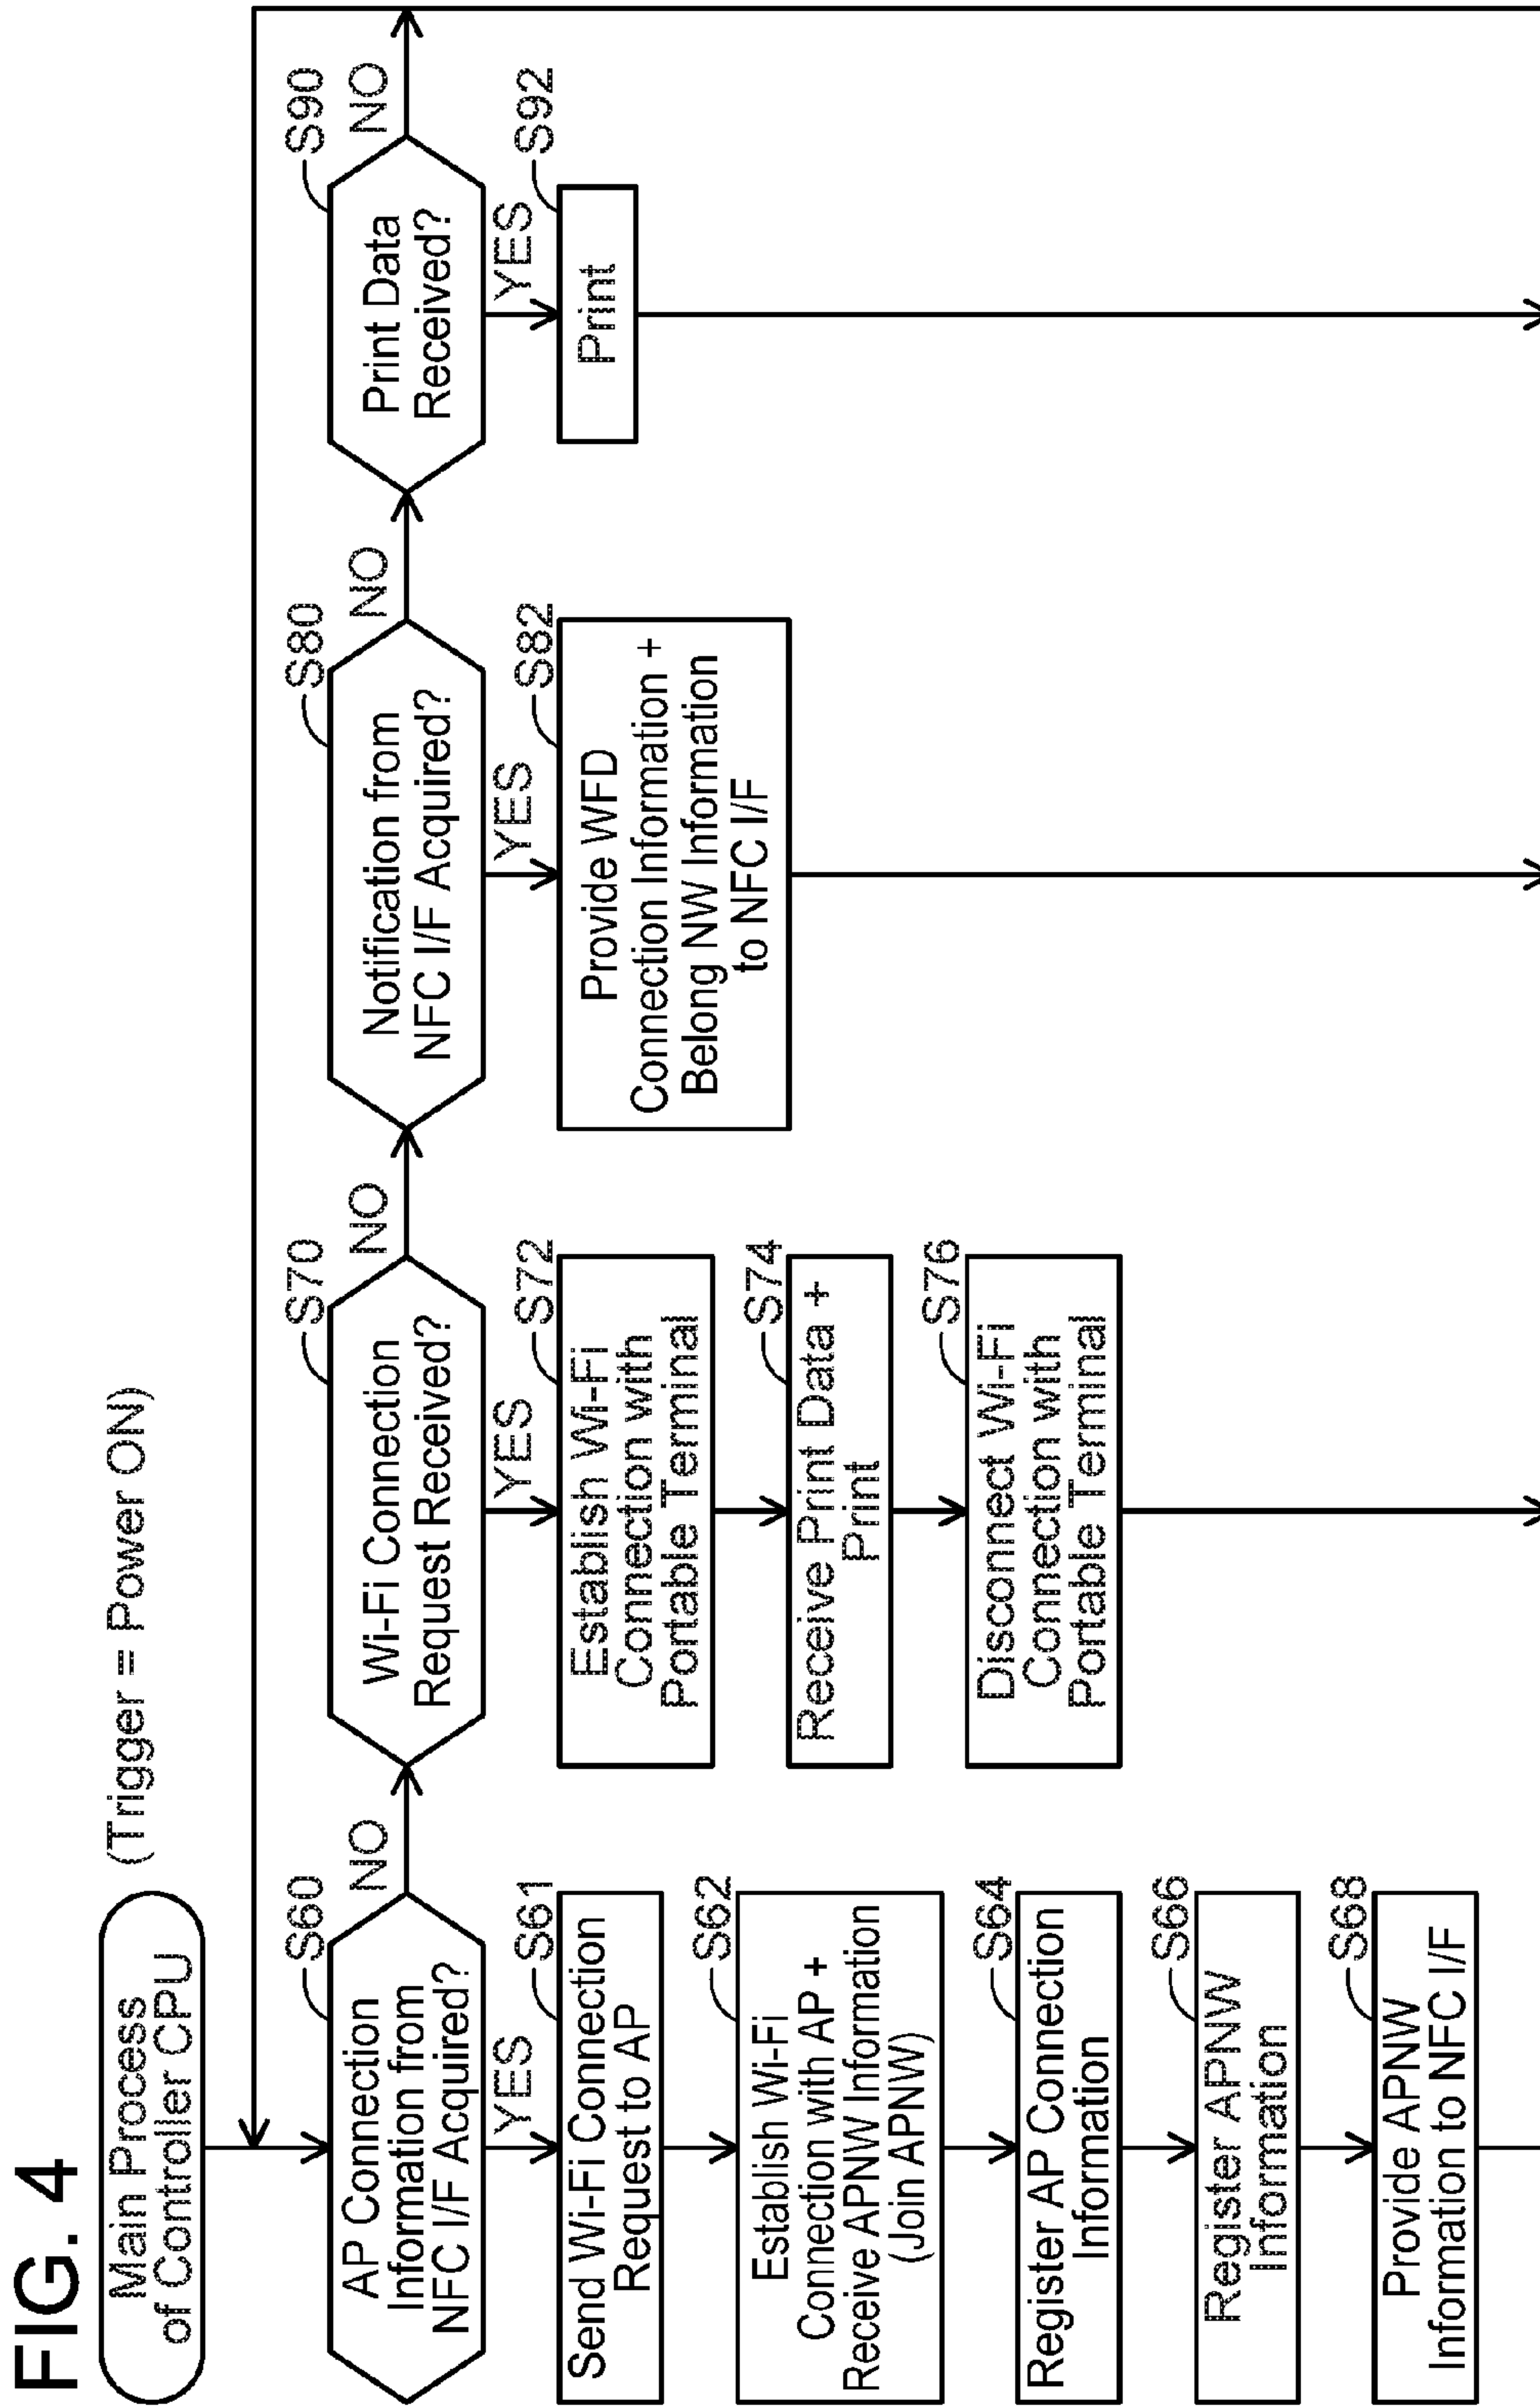 FIG. 4
Main Process
of Controller CPU
(Trigger = Power ON)
S60
AP Connection
Information from
NFC I/F Acquired?
NO
YES
S61
Send Wi-Fi Connection
Request to AP
S62
Establish Wi-Fi
Connection with AP +
Receive APNW Information
(Join APNW)
S64
Register AP Connection
Information
S66
Register APNW
Information
S68
Provide APNW
Information to NFC I/F
S70
Wi-Fi Connection
Request Received?
NO
YES
S72
Establish Wi-Fi
Connection with
Portable Terminal
S74
Receive Print Data +
Print
S76
Disconnect Wi-Fi
Connection with
Portable Terminal
S80
Notification from
NFC I/F Acquired?
NO
YES
S82
Provide WFD
Connection Information +
Belong NW Information
to NFC I/F
S90
Print Data
Received?
NO
YES
S92
Print